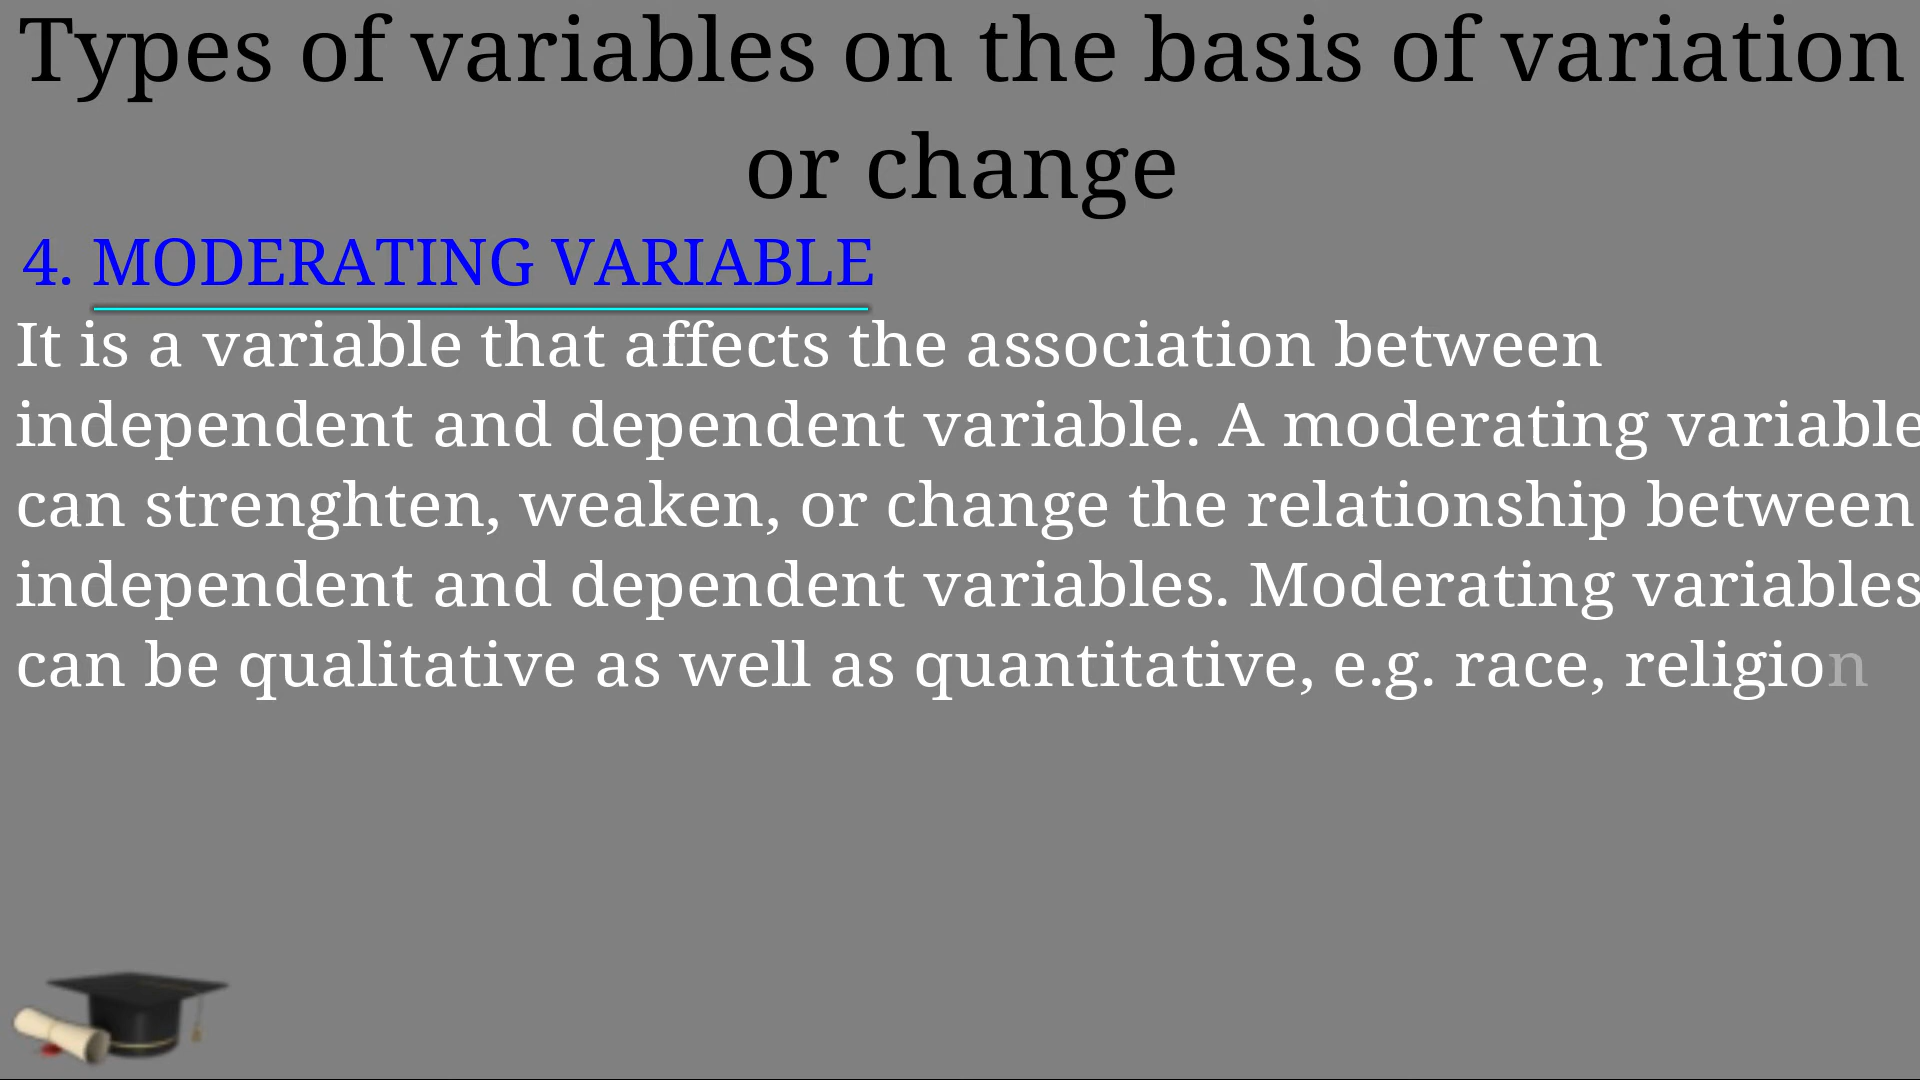 Types of variables on the basis of variation
or change
4. MODERATING VARIABLE
It is a variable that affects the association between
independent and dependent variable. A moderating variable
can strenghten, weaken, or change the relationship between
independent and dependent variables. Moderating variables
can be qualitative as well as quantitative, e.g. race, religion